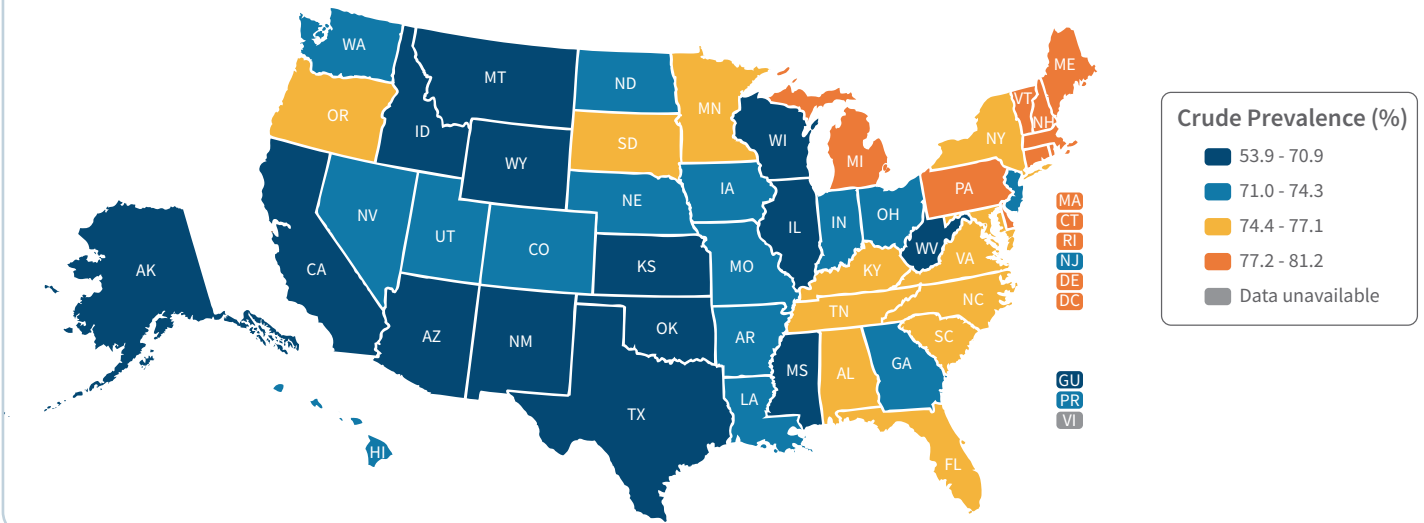 WA
MT
ND
MN
ME
VT
NH
OR
ID
WY
SD
WI
MI
NY
Crude Prevalence (%)
53.9 - 70.9
71.0 - 74.3
74.4 - 77.1
77.2 - 81.2
Data unavailable
NV
UT
CO
NE
IA
IL
IN
OH
PA
MA
CT
RI
NJ
DE
DC
AK
CA
KS
MO
KY
WV
VA
AZ
NM
OK
AR
TN
NC
SC
TX
LA
MS
AL
GA
FL
HI
GU
PR
VI